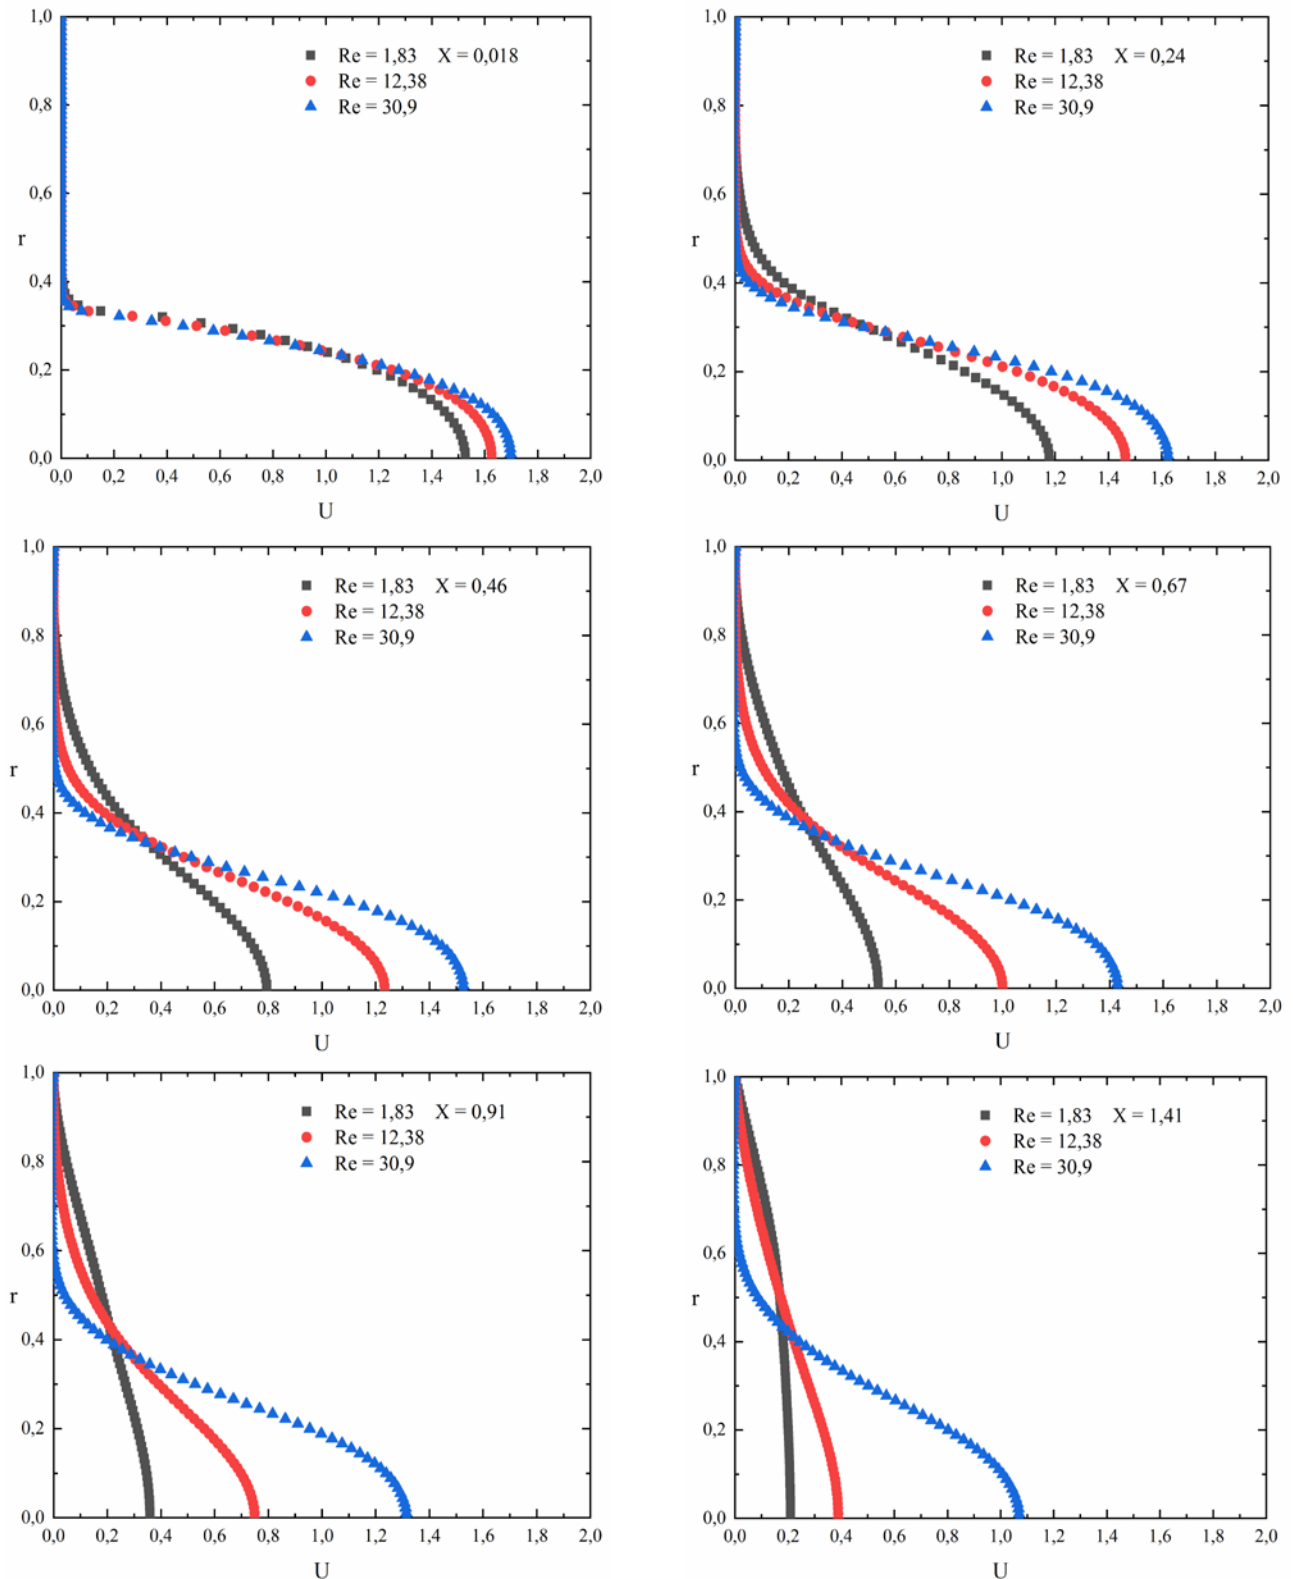 1,0
Re = 1,83 X = 0,018
Re = 12,38
Re = 30,9
0,8
0,6
r
0,4
0,2
0,0
0,0 0,2 0,4 0,6 0,8 1,0 1,2 1,4 1,6 1,8 2,0
U
1,0
Re = 1,83 X = 0,24
Re = 12,38
Re = 30,9
0,8
0,6
r
0,4
0,2
0,0
0,0 0,2 0,4 0,6 0,8 1,0 1,2 1,4 1,6 1,8 2,0
U
1,0
Re = 1,83 X = 0,46
Re = 12,38
Re = 30,9
0,8
0,6
r
0,4
0,2
0,0
0,0 0,2 0,4 0,6 0,8 1,0 1,2 1,4 1,6 1,8 2,0
U
1,0
Re = 1,83 X = 0,67
Re = 12,38
Re = 30,9
0,8
0,6
r
0,4
0,2
0,0
0,0 0,2 0,4 0,6 0,8 1,0 1,2 1,4 1,6 1,8 2,0
U
1,0
Re = 1,83 X = 0,91
Re = 12,38
Re = 30,9
0,8
0,6
r
0,4
0,2
0,0
0,0 0,2 0,4 0,6 0,8 1,0 1,2 1,4 1,6 1,8 2,0
U
1,0
Re = 1,83 X = 1,41
Re = 12,38
Re = 30,9
0,8
0,6
r
0,4
0,2
0,0
0,0 0,2 0,4 0,6 0,8 1,0 1,2 1,4 1,6 1,8 2,0
U